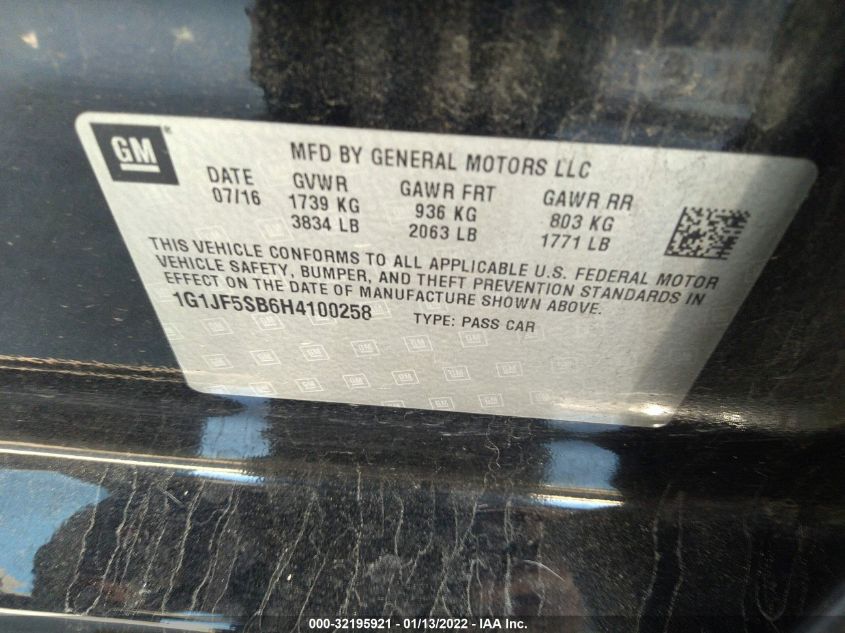 GM
MFD BY GENERAL MOTORS LLC
DATE GVWR GAWR FRT GAWR RR
07/16 1739 KG 936 KG 803 KG
3834 LB 2063 LB 1771 LB
THIS VEHICLE CONFORMS TO ALL APPLICABLE U.S. FEDERAL MOTOR
VEHICLE SAFETY, BUMPER, AND THEFT PREVENTION STANDARDS IN
EFFECT ON THE DATE OF MANUFACTURE SHOWN ABOVE.
1G1JF5SB6H4100258 TYPE: PASS CAR
000-32195921 - 01/13/2022 - IAA Inc.